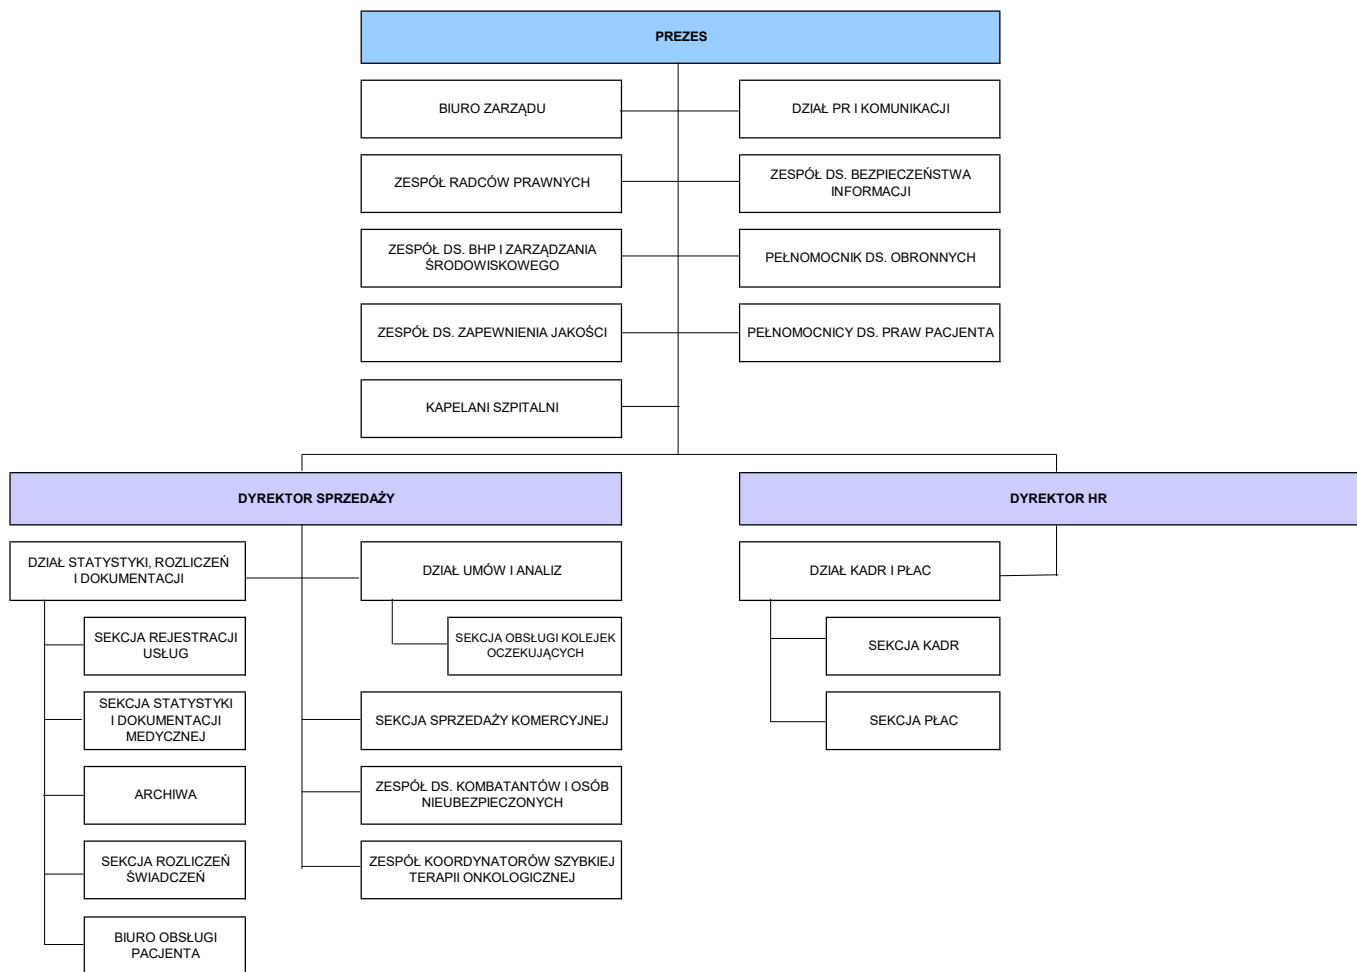 PREZES
BIURO ZARZĄDU
DZIAŁ PR I KOMUNIKACJI
ZESPÓŁ RADCÓW PRAWNYCH
ZESPÓŁ DS. BEZPIECZEŃSTWA
INFORMACJI
ZESPÓŁ DS. BHP I ZARZĄDZANIA
ŚRODOWISKOWEGO
PEŁNOMOCNIK DS. OBRONNYCH
ZESPÓŁ DS. ZAPEWNIENIA JAKOŚCI
PEŁNOMOCNICY DS. PRAW PACJENTA
KAPELANI SZPITALNI
DYREKTOR SPRZEDAŻY
DZIAŁ STATYSTYKI, ROZLICZEŃ
I DOKUMENTACJI
SEKCJA REJESTRACJI
USŁUG
SEKCJA STATYSTYKI
I DOKUMENTACJI
MEDYCZNEJ
ARCHIWA
SEKCJA ROZLICZEŃ
ŚWIADCZEŃ
BIURO OBSŁUGI
PACJENTA
DZIAŁ UMÓW I ANALIZ
SEKCJA OBSŁUGI KOLEJEK
OCZEKUJĄCYCH
SEKCJA SPRZEDAŻY KOMERCYJNEJ
ZESPÓŁ DS. KOMBATANTÓW I OSÓB
NIEUBEZPIECZONYCH
ZESPÓŁ KOORDYNATORÓW SZYBKIEJ
TERAPII ONKOLOGICZNEJ
DYREKTOR HR
DZIAŁ KADR I PŁAC
SEKCJA KADR
SEKCJA PŁAC